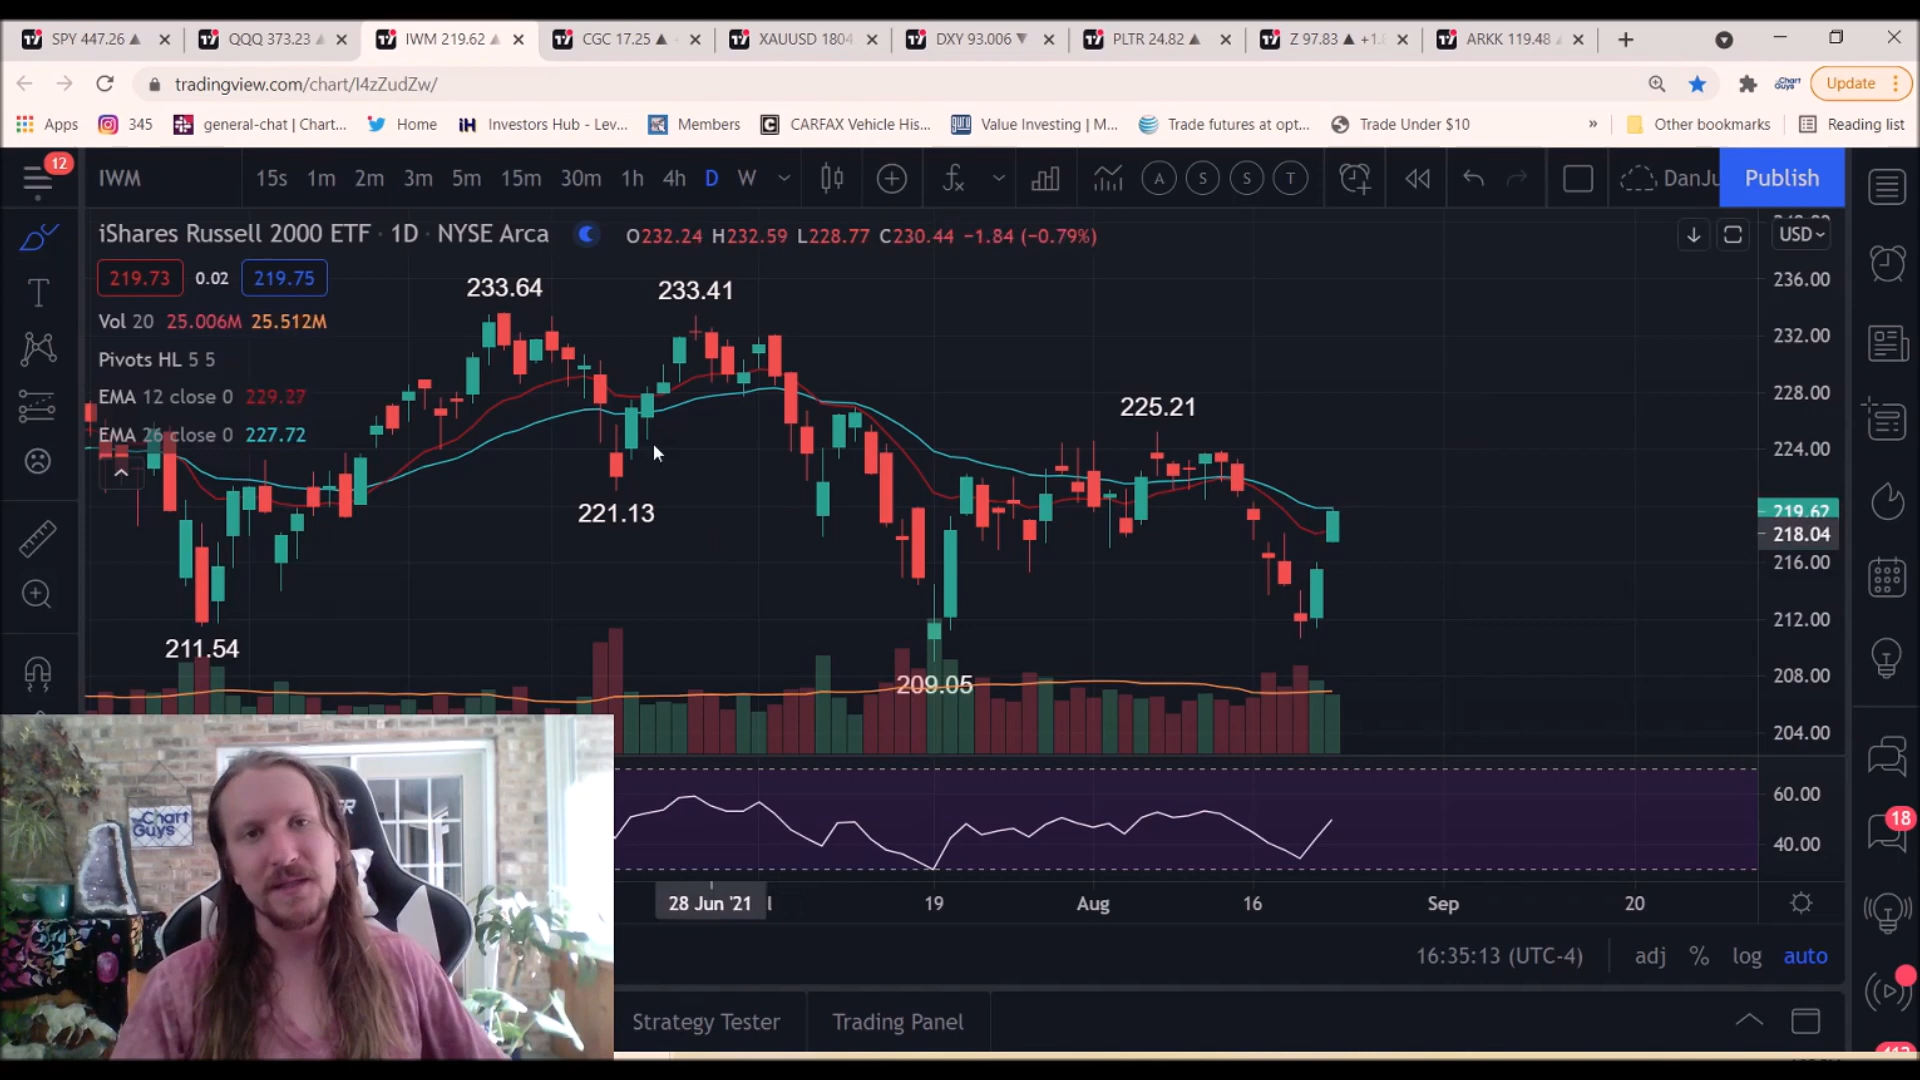 SPY 447.26 ▲ QQQ 373.23 IWM 219.62 CGC 17.25 ▲ XAUUSD 1804 DXY 93.006 ▼ PLTR 24.82 ▲ Z 97.83 ▲ +1. ARKK 119.48
tradingview.com/chart/I4zZudZw/ Chart Guys Update
Apps 345 general-chat | Chart... Home iH Investors Hub - Lev... Members CARFAX Vehicle His... guru Value Investing | M... Trade futures at opt... Trade Under $10 » Other bookmarks Reading list
12 IWM 15s 1m 2m 3m 5m 15m 30m 1h 4h D W A S S T DanJu Publish
iShares Russell 2000 ETF · 1D · NYSE Arca O232.24 H232.59 L228.77 C230.44 −1.84 (−0.79%) USD
219.73 0.02 219.75
Vol 20 25.006M 25.512M
Pivots HL 5 5
EMA 12 close 0 229.27
EMA 26 close 0 227.72
233.64
233.41
225.21
221.13
211.54
209.05
236.00
232.00
228.00
224.00
219.62
218.04
216.00
212.00
208.00
204.00
60.00
40.00
18
28 Jun '21 19 Aug 16 Sep 20
16:35:13 (UTC-4) adj % log auto
Strategy Tester Trading Panel
Chart
Guys